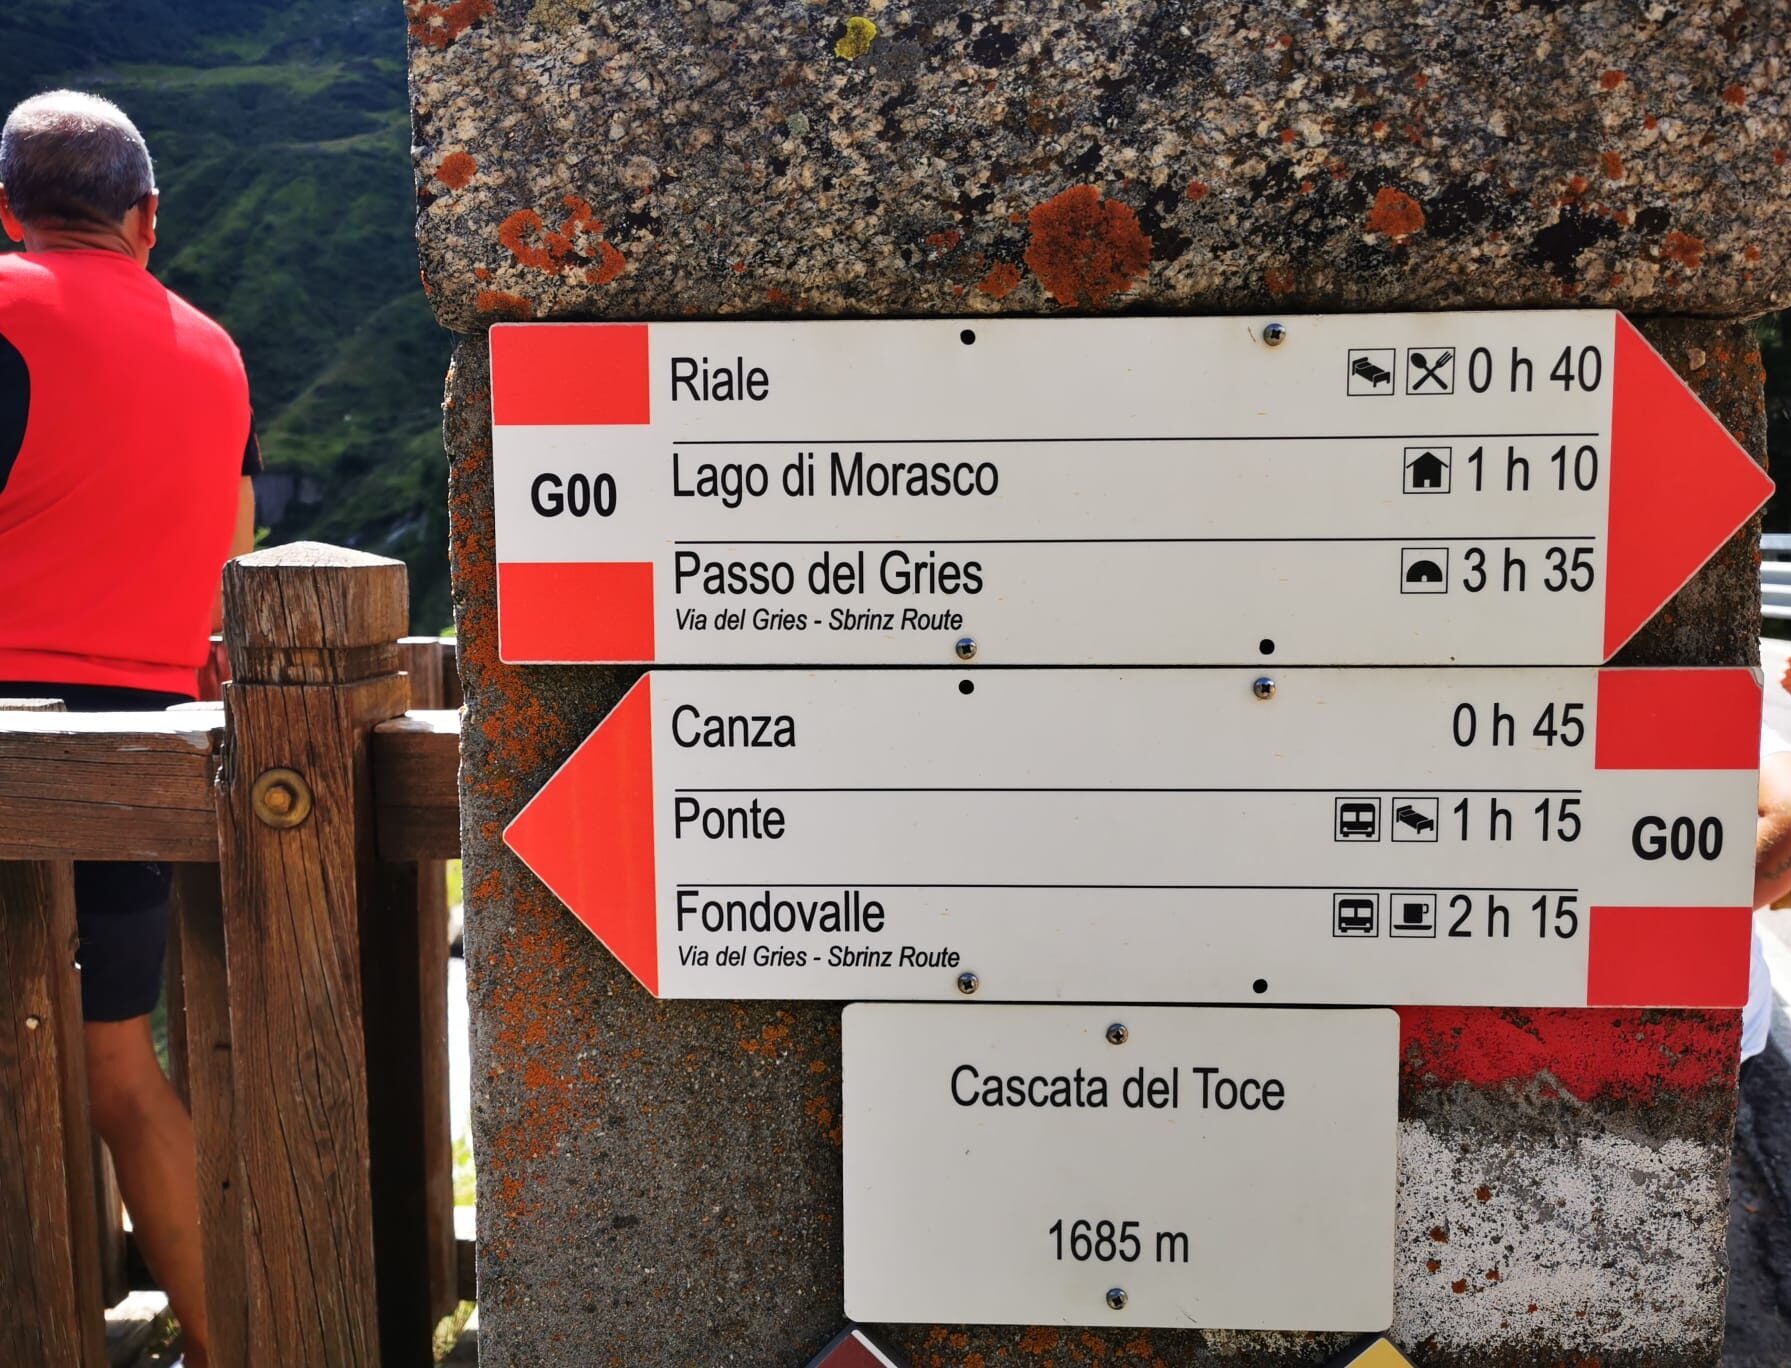 Riale 0 h 40
G00
Lago di Morasco 1 h 10
Passo del Gries 3 h 35
Via del Gries - Sbrinz Route
Canza 0 h 45
Ponte 1 h 15
G00
Fondovalle 2 h 15
Via del Gries - Sbrinz Route
Cascata del Toce
1685 m